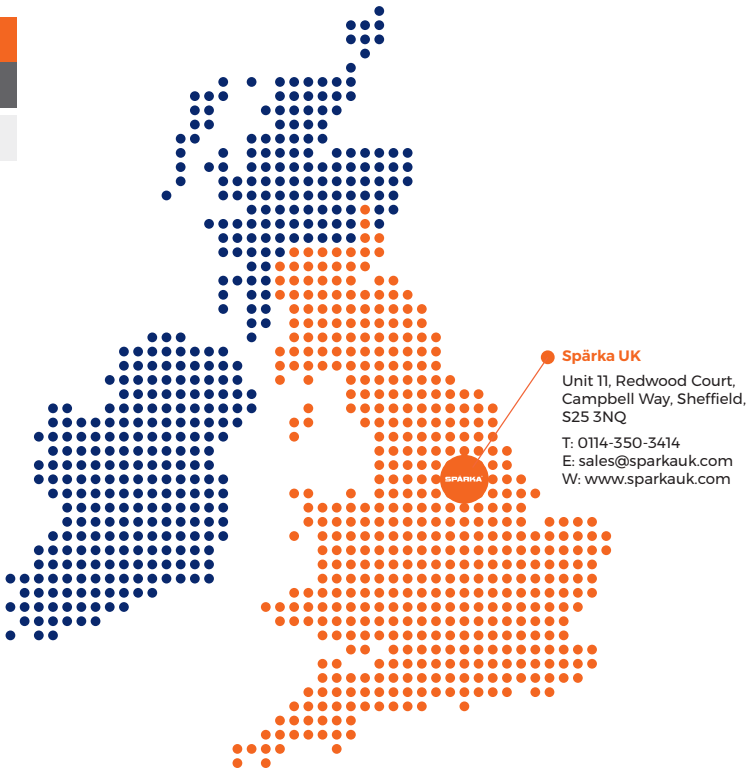 Spärka UK
Unit 11, Redwood Court,
Campbell Way, Sheffield,
S25 3NQ
T: 0114-350-3414
E: sales@sparkauk.com
W: www.sparkauk.com
SPÄRKA